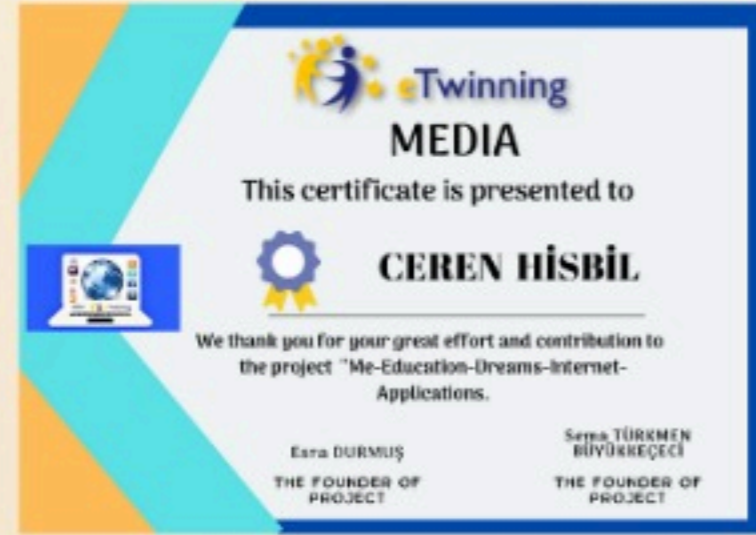 eTwinning
MEDIA
This certificate is presented to
CEREN HİSBİL
We thank you for your great effort and contribution to
the project "Me-Education-Dreams-Internet-
Applications.
Esra DURMUŞ
THE FOUNDER OF
PROJECT
Sema TÜRKMEN
BÜYÜKKEÇECİ
THE FOUNDER OF
PROJECT